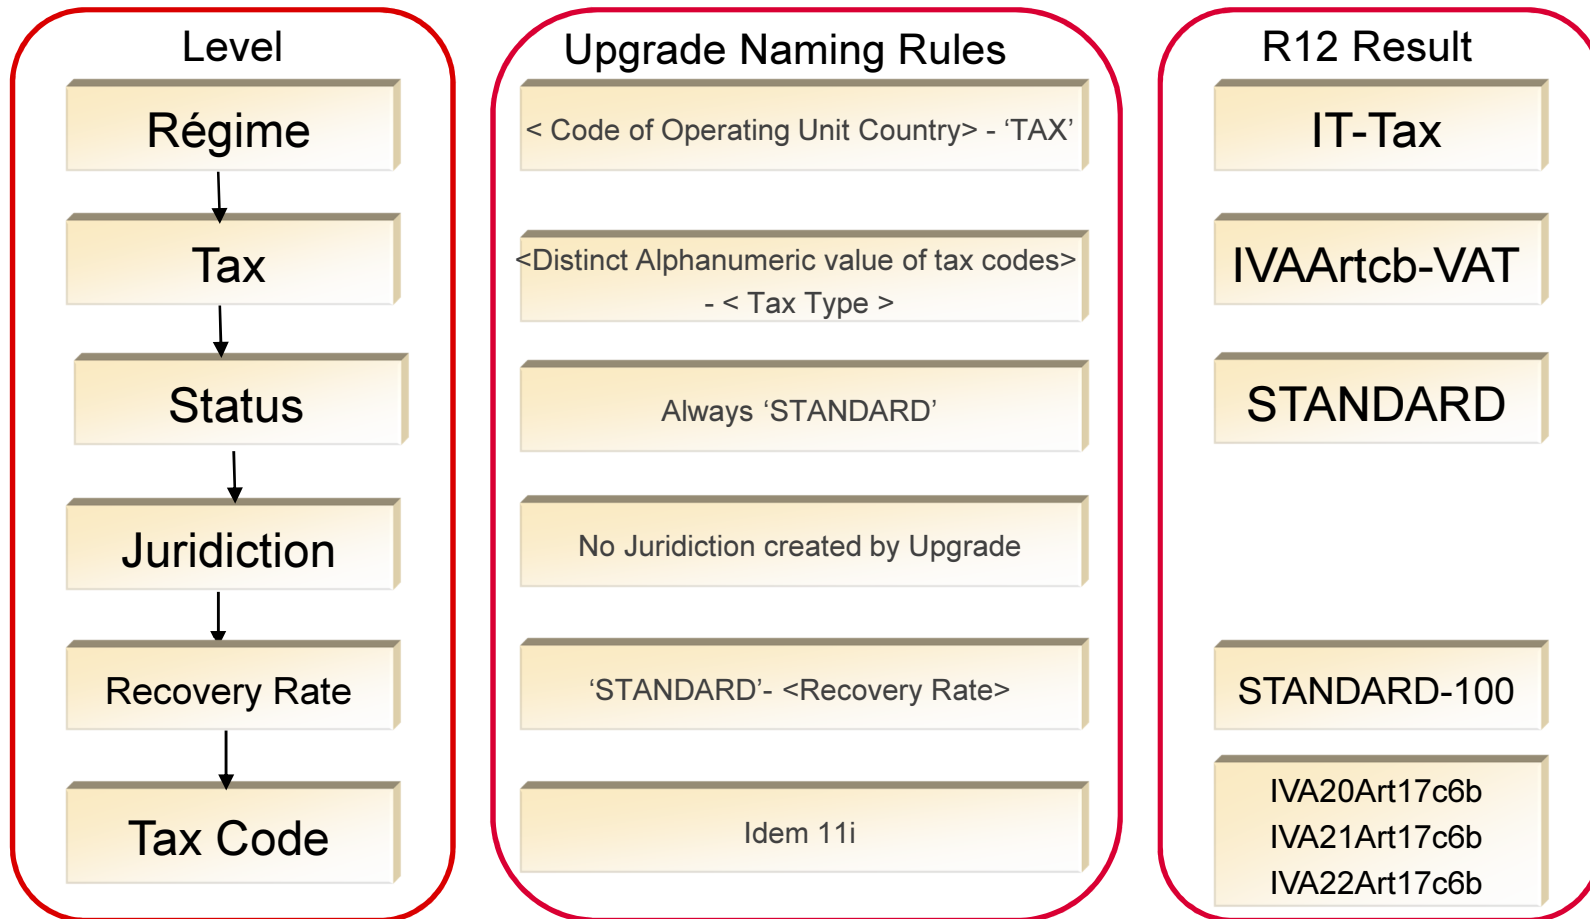 Level
Régime
Tax
Status
Juridiction
Recovery Rate
Tax Code
Upgrade Naming Rules
< Code of Operating Unit Country> - ‘TAX’
<Distinct Alphanumeric value of tax codes>
- < Tax Type >
Always ‘STANDARD’
No Juridiction created by Upgrade
‘STANDARD’- <Recovery Rate>
Idem 11i
R12 Result
IT-Tax
IVAArtcb-VAT
STANDARD
STANDARD-100
IVA20Art17c6b
IVA21Art17c6b
IVA22Art17c6b